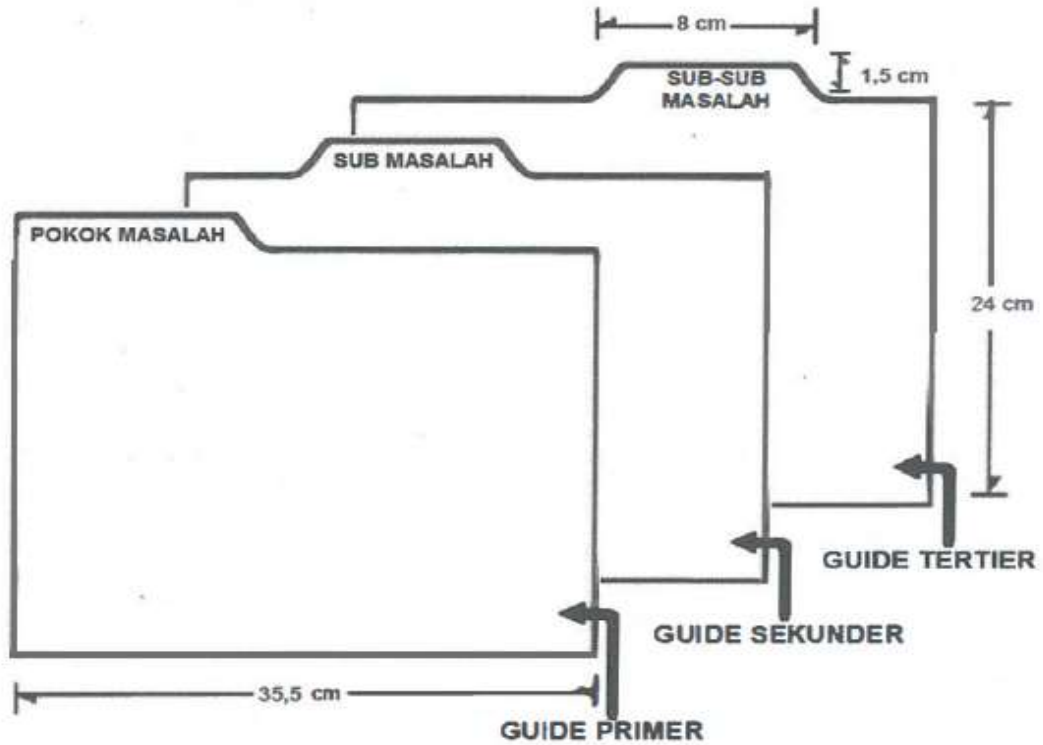 8 cm
1,5 cm
SUB-SUB
MASALAH
SUB MASALAH
POKOK MASALAH
24 cm
GUIDE TERTIER
GUIDE SEKUNDER
35,5 cm
GUIDE PRIMER